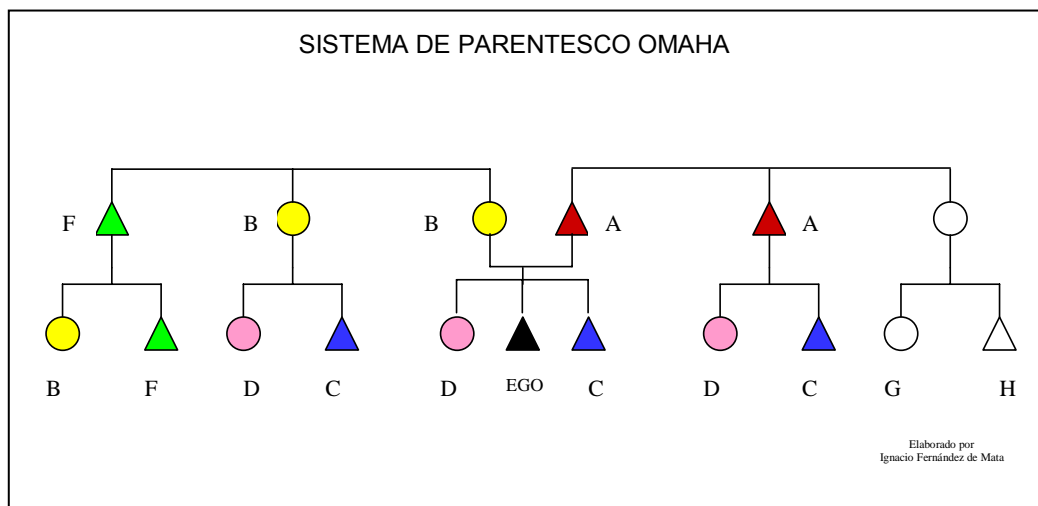 SISTEMA DE PARENTESCO OMAHA
F B B A A
B F D C D EGO C D C G H
Elaborado por
Ignacio Fernández de Mata